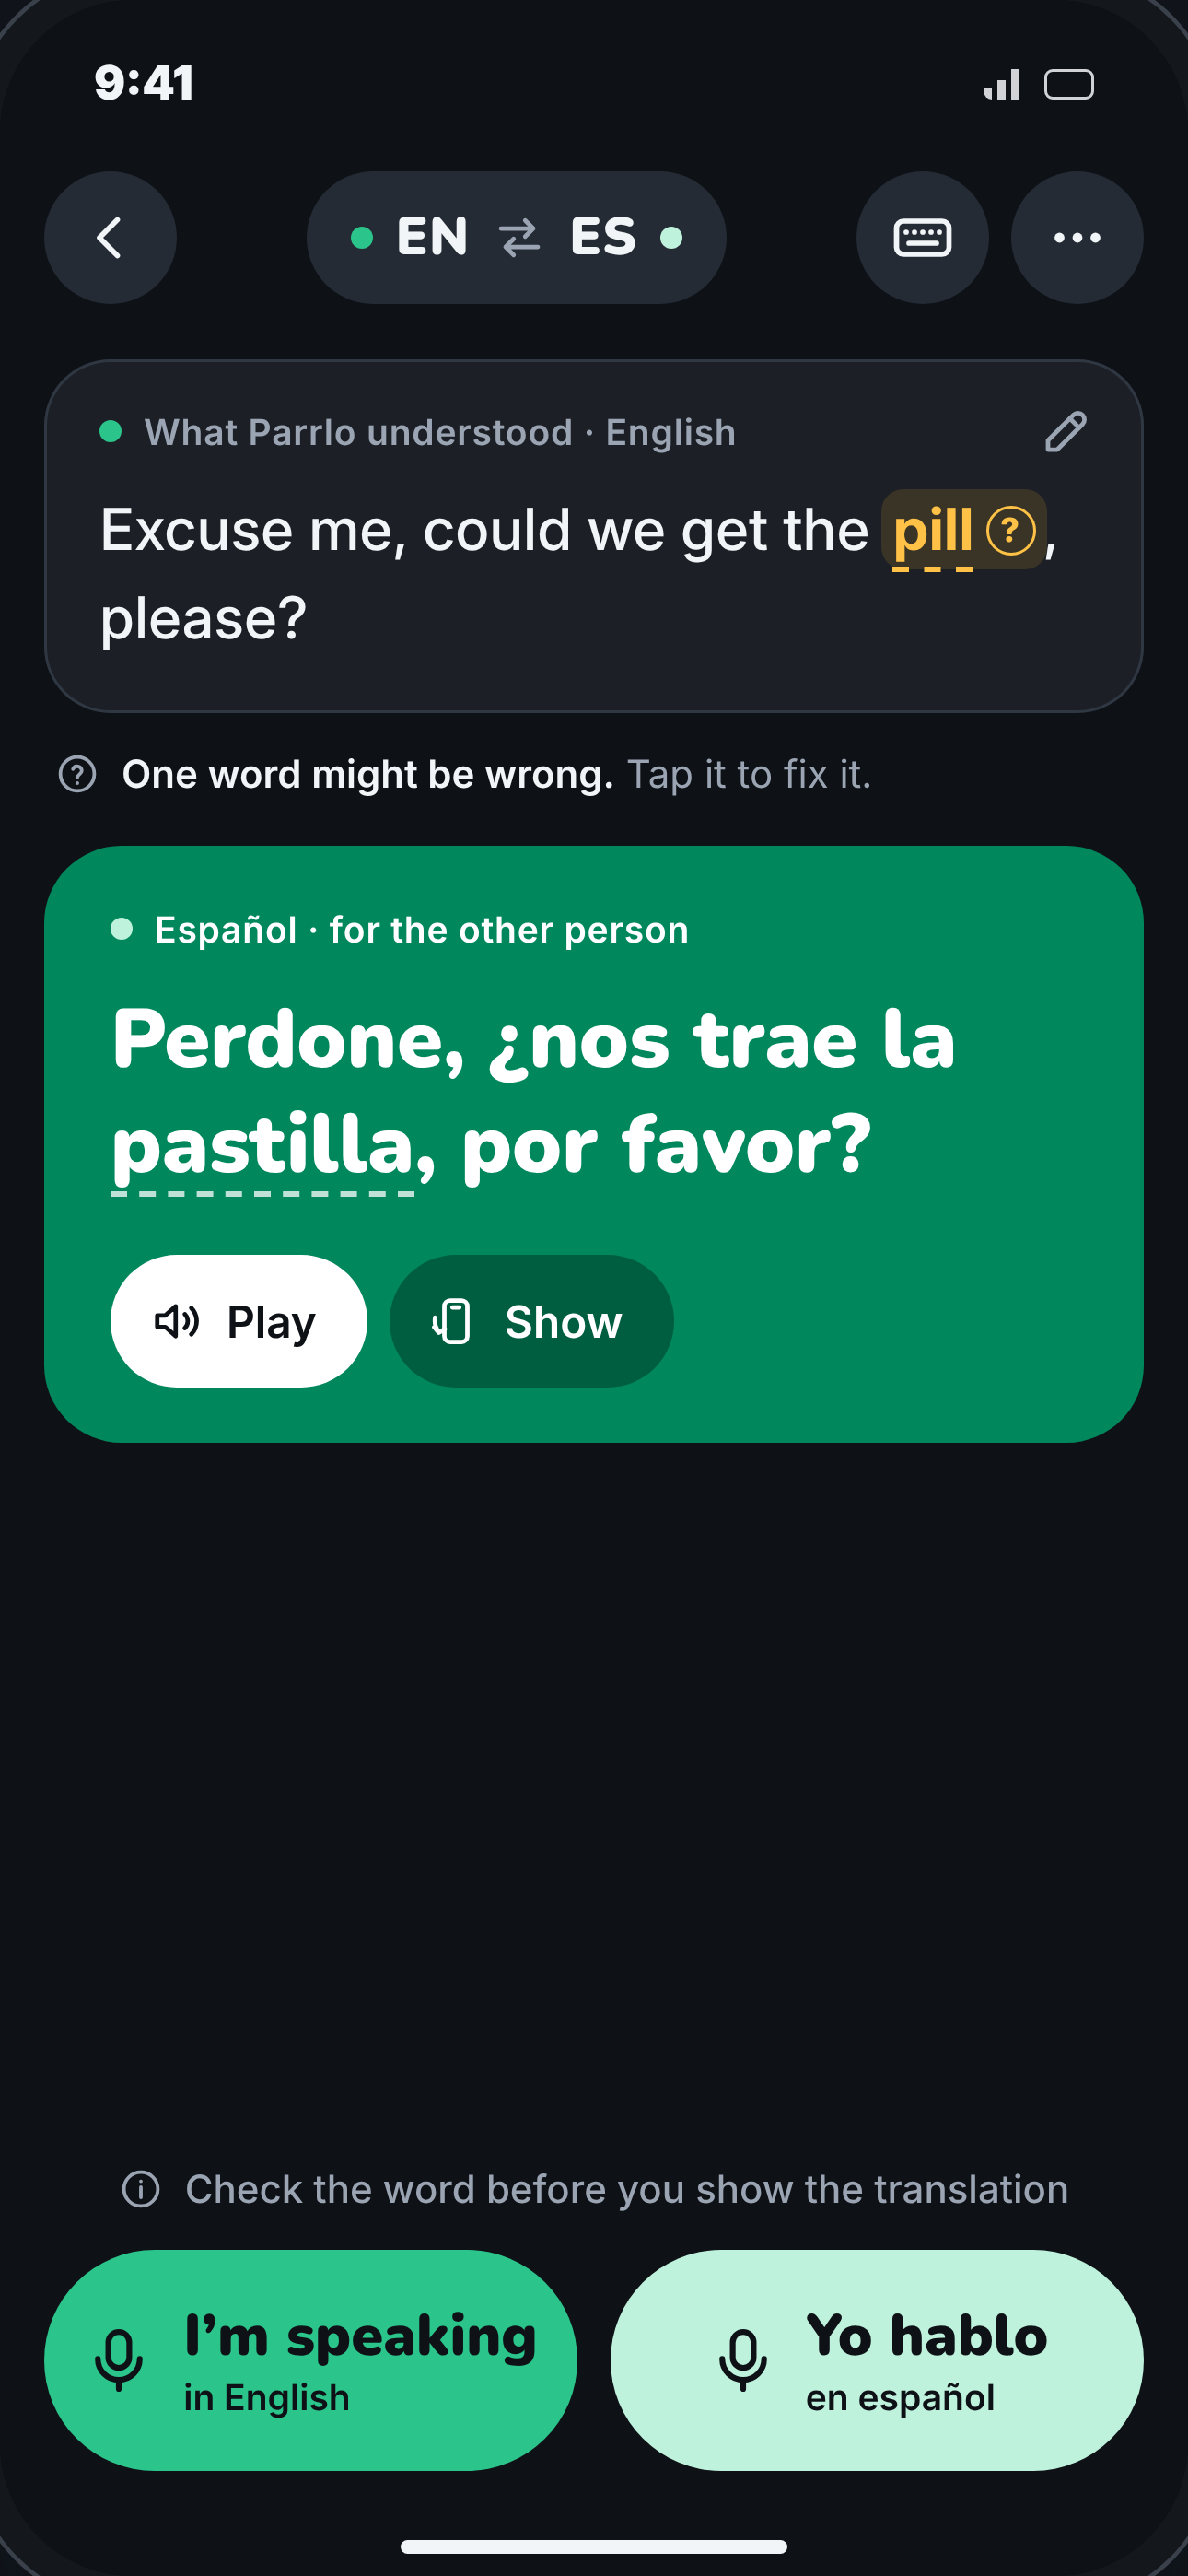 9:41
EN ES
What Parrlo understood · English
Excuse me, could we get the pill ?,
please?
? One word might be wrong. Tap it to fix it.
Español · for the other person
Perdone, ¿nos trae la
pastilla, por favor?
Play Show
Check the word before you show the translation
I’m speaking
in English
Yo hablo
en español